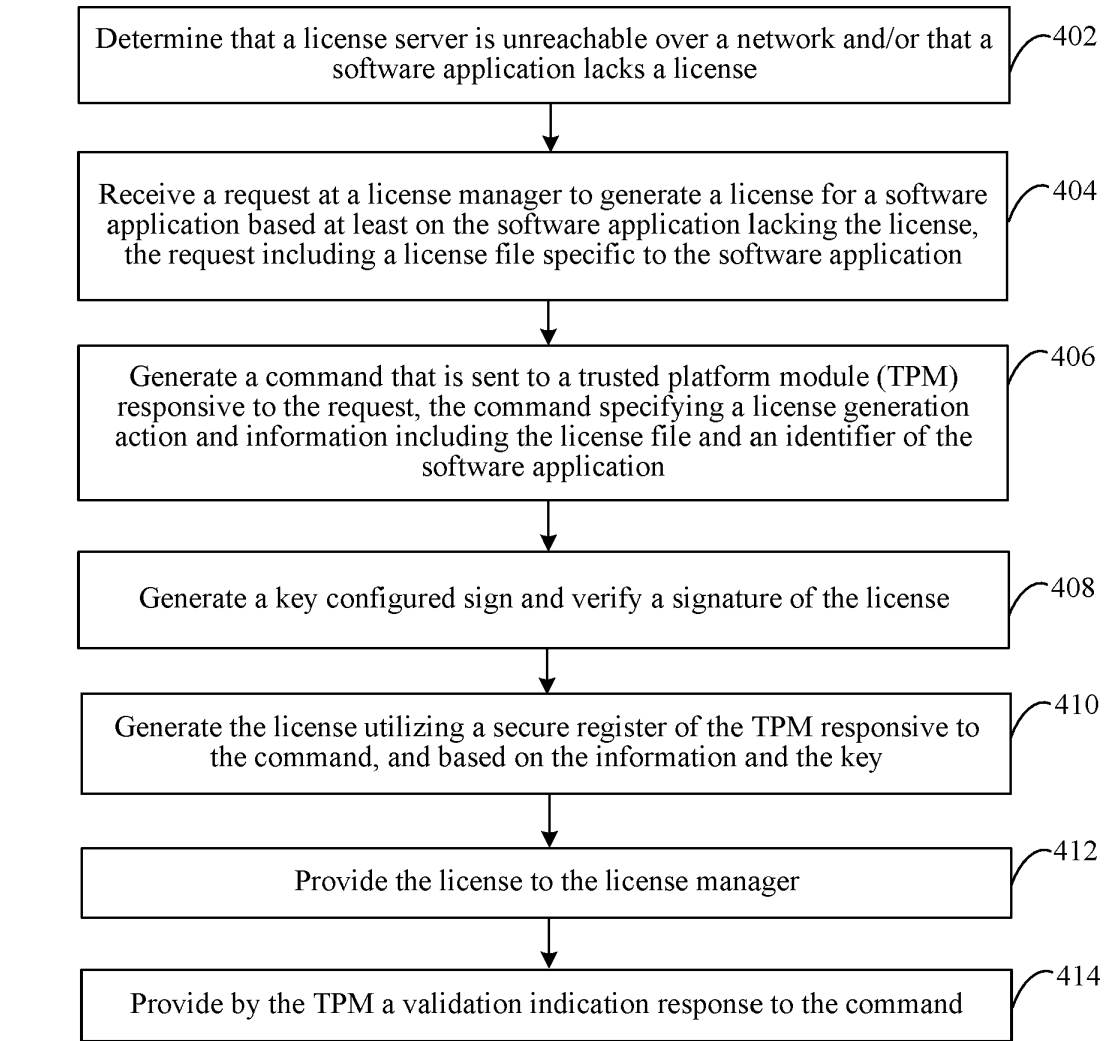 Determine that a license server is unreachable over a network and/or that a
software application lacks a license
402
Receive a request at a license manager to generate a license for a software
application based at least on the software application lacking the license,
the request including a license file specific to the software application
404
Generate a command that is sent to a trusted platform module (TPM)
responsive to the request, the command specifying a license generation
action and information including the license file and an identifier of the
software application
406
Generate a key configured sign and verify a signature of the license
408
Generate the license utilizing a secure register of the TPM responsive to
the command, and based on the information and the key
410
Provide the license to the license manager
412
Provide by the TPM a validation indication response to the command
414